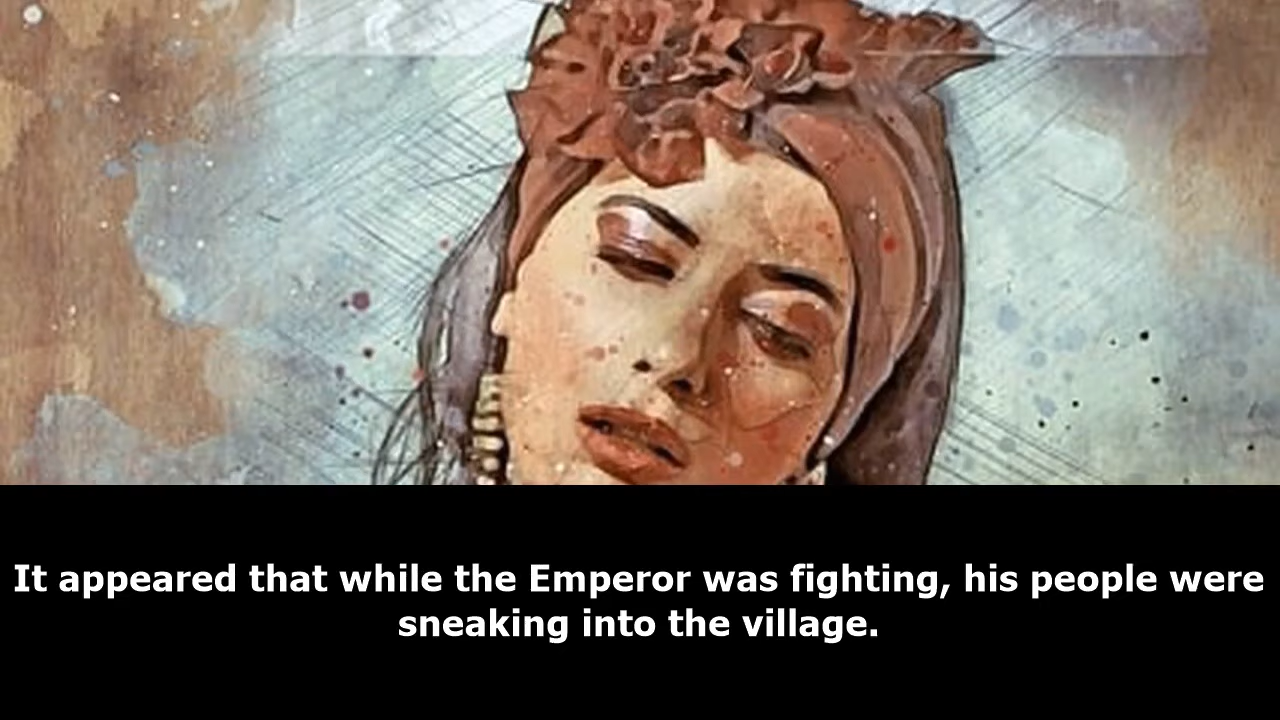 It appeared that while the Emperor was fighting, his people were
sneaking into the village.